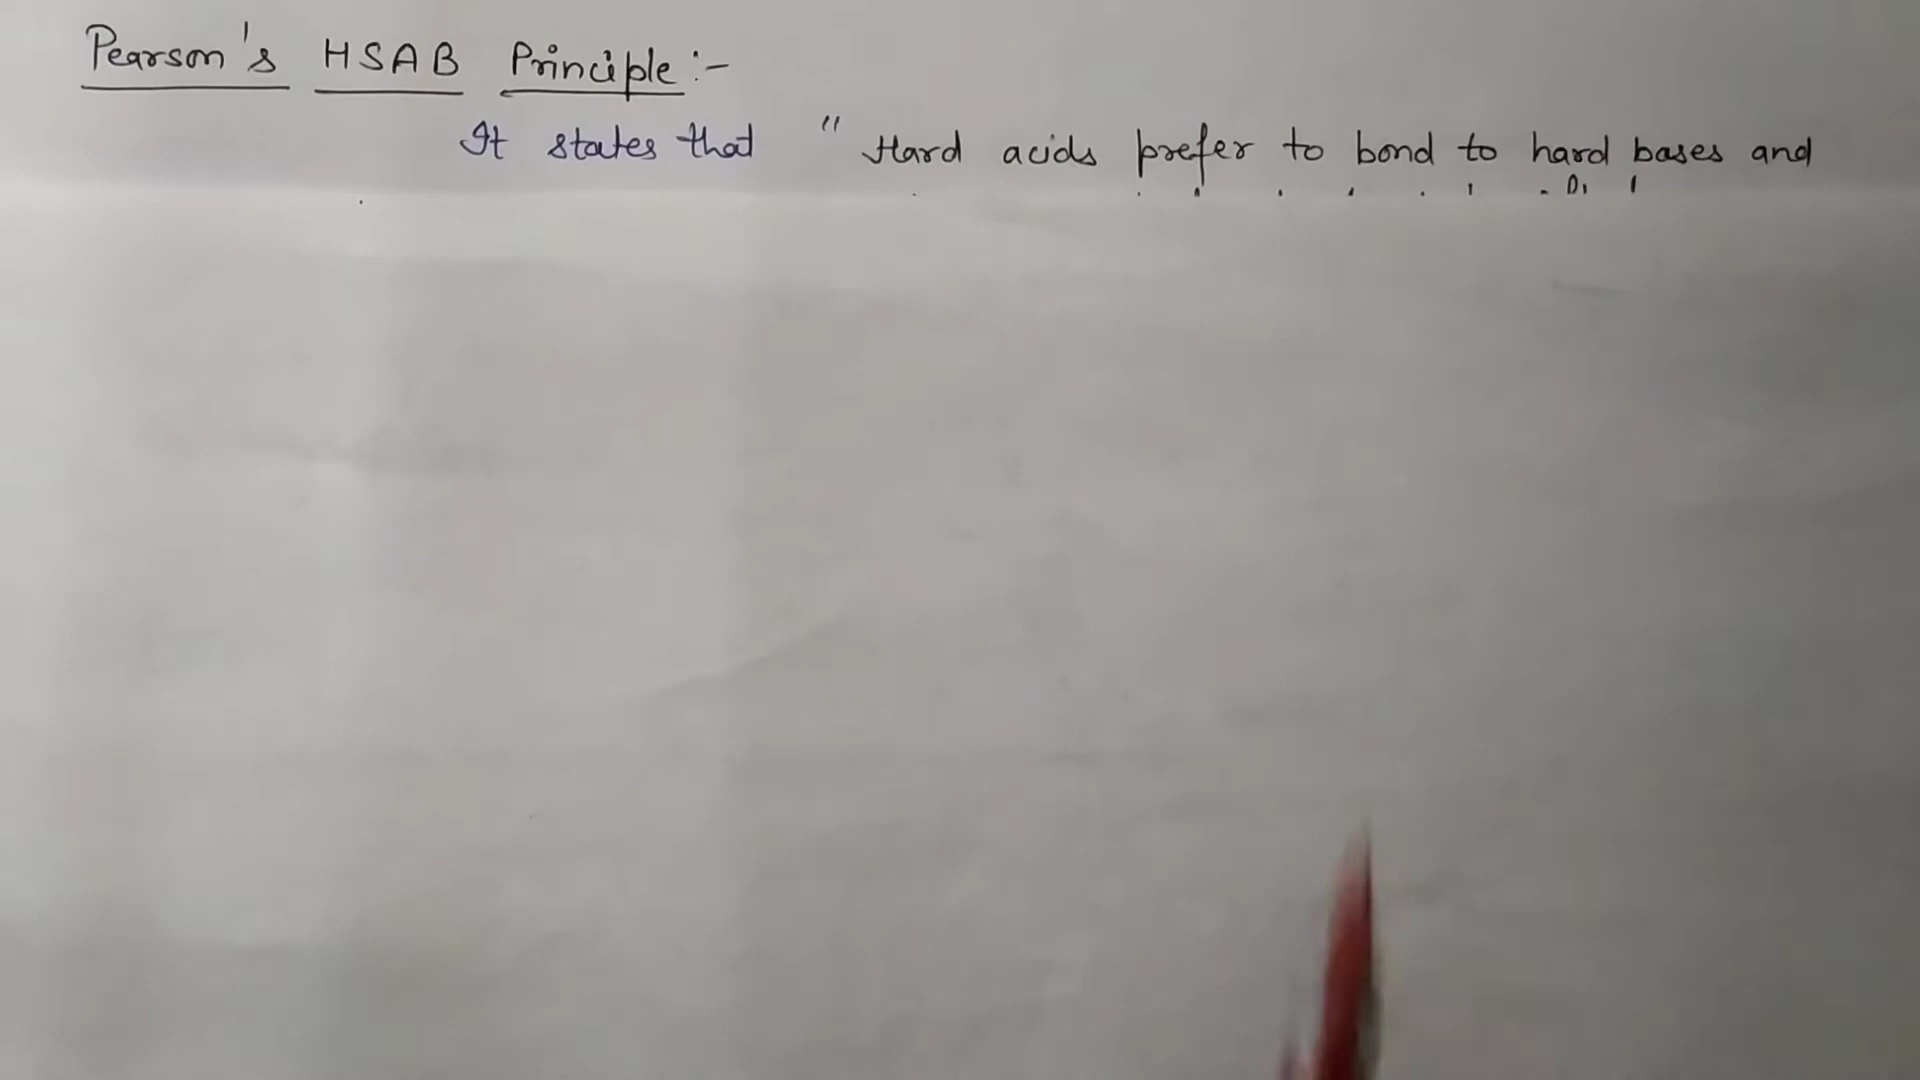 Pearson's HSAB Principle :-
It states that " Hard acids prefer to bond to hard bases and